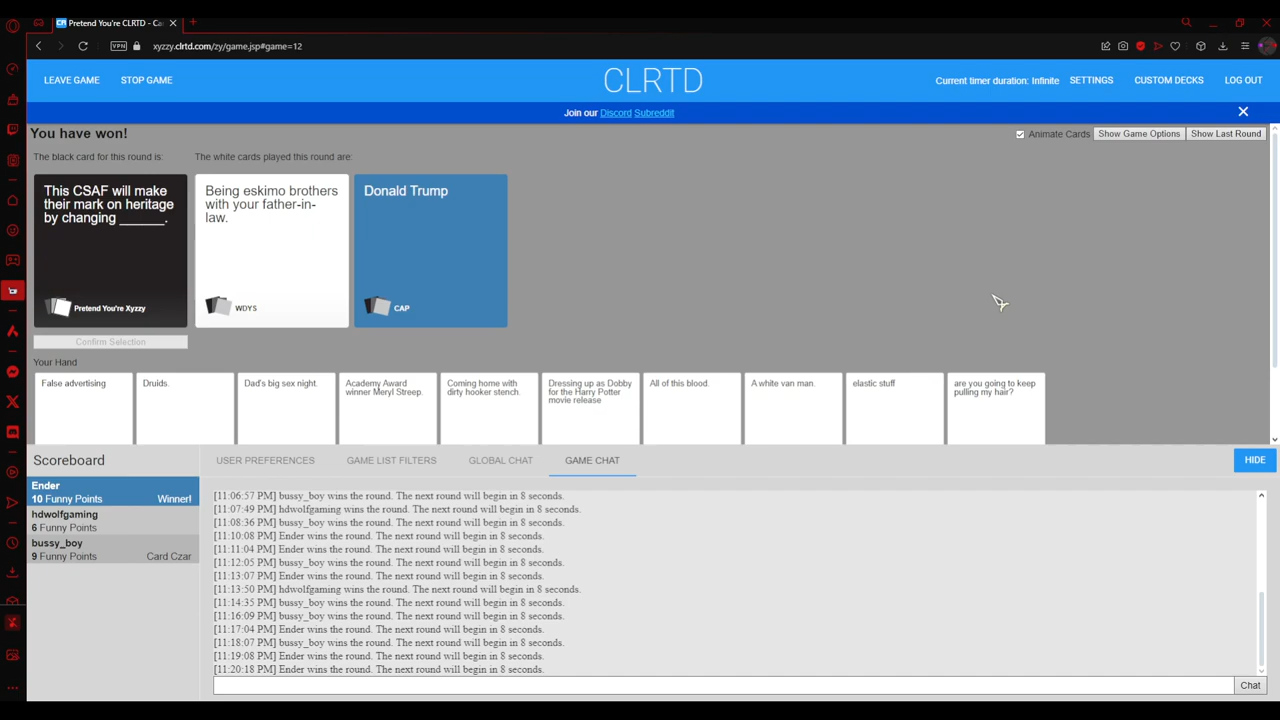 Pretend You're CLRTD - Ca
VPN
xyzzy.clrtd.com/zy/game.jsp#game=12
LEAVE GAME
STOP GAME
CLRTD
Current timer duration: Infinite
SETTINGS
CUSTOM DECKS
LOG OUT
Join our Discord Subreddit
You have won!
Animate Cards
Show Game Options
Show Last Round
The black card for this round is:
The white cards played this round are:
This CSAF will make
their mark on heritage
by changing ______.
Pretend You're Xyzzy
Being eskimo brothers
with your father-in-
law.
WDYS
Donald Trump
CAP
Confirm Selection
Your Hand
False advertising
Druids.
Dad's big sex night.
Academy Award
winner Meryl Streep.
Coming home with
dirty hooker stench.
Dressing up as Dobby
for the Harry Potter
movie release
All of this blood.
A white van man.
elastic stuff
are you going to keep
pulling my hair?
Scoreboard
Ender
10 Funny Points
Winner!
hdwolfgaming
6 Funny Points
bussy_boy
9 Funny Points
Card Czar
USER PREFERENCES
GAME LIST FILTERS
GLOBAL CHAT
GAME CHAT
HIDE
[11:06:57 PM] bussy_boy wins the round. The next round will begin in 8 seconds.
[11:07:49 PM] hdwolfgaming wins the round. The next round will begin in 8 seconds.
[11:08:36 PM] bussy_boy wins the round. The next round will begin in 8 seconds.
[11:10:08 PM] Ender wins the round. The next round will begin in 8 seconds.
[11:11:04 PM] Ender wins the round. The next round will begin in 8 seconds.
[11:12:05 PM] bussy_boy wins the round. The next round will begin in 8 seconds.
[11:13:07 PM] Ender wins the round. The next round will begin in 8 seconds.
[11:13:50 PM] hdwolfgaming wins the round. The next round will begin in 8 seconds.
[11:14:35 PM] bussy_boy wins the round. The next round will begin in 8 seconds.
[11:16:09 PM] bussy_boy wins the round. The next round will begin in 8 seconds.
[11:17:04 PM] Ender wins the round. The next round will begin in 8 seconds.
[11:18:07 PM] bussy_boy wins the round. The next round will begin in 8 seconds.
[11:19:08 PM] Ender wins the round. The next round will begin in 8 seconds.
[11:20:18 PM] Ender wins the round. The next round will begin in 8 seconds.
Chat